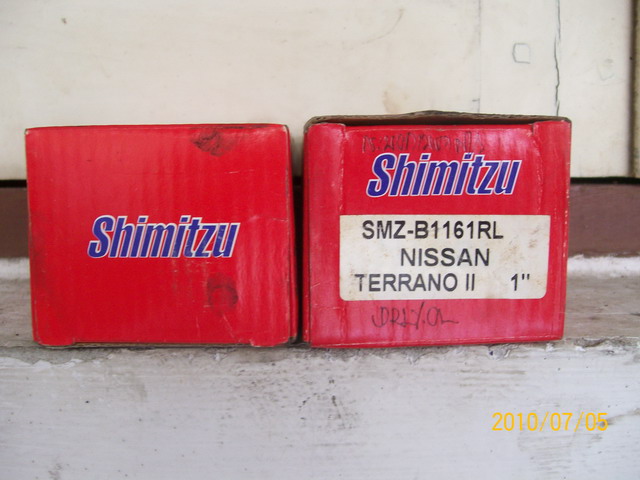 Shimitzu
Shimitzu
SMZ-B1161RL
NISSAN
TERRANO II 1"
2010/07/05